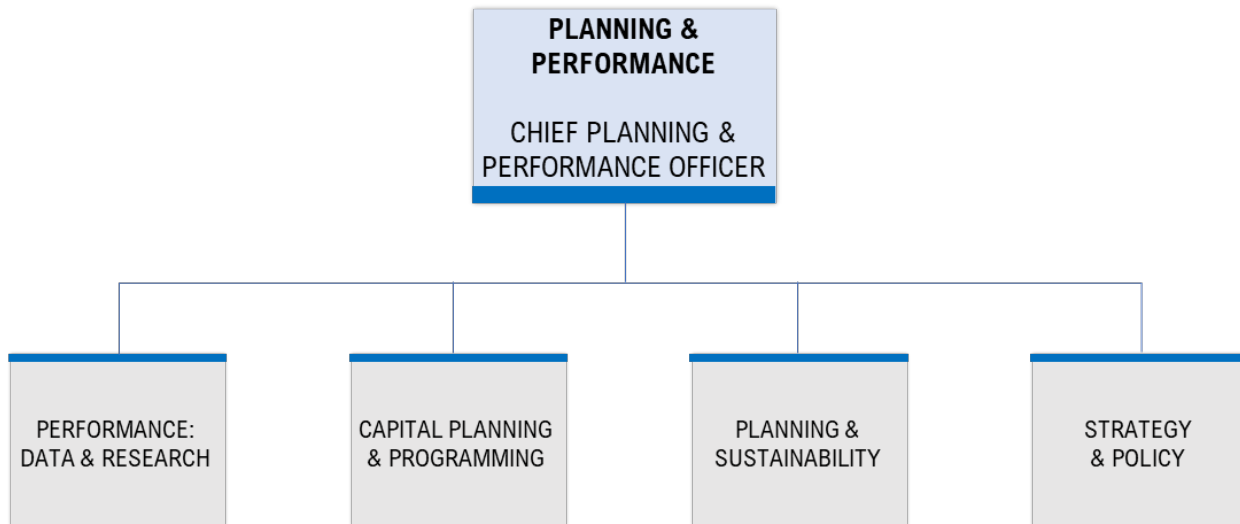 PLANNING &
PERFORMANCE
CHIEF PLANNING &
PERFORMANCE OFFICER
PERFORMANCE:
DATA & RESEARCH
CAPITAL PLANNING
& PROGRAMMING
PLANNING &
SUSTAINABILITY
STRATEGY
& POLICY